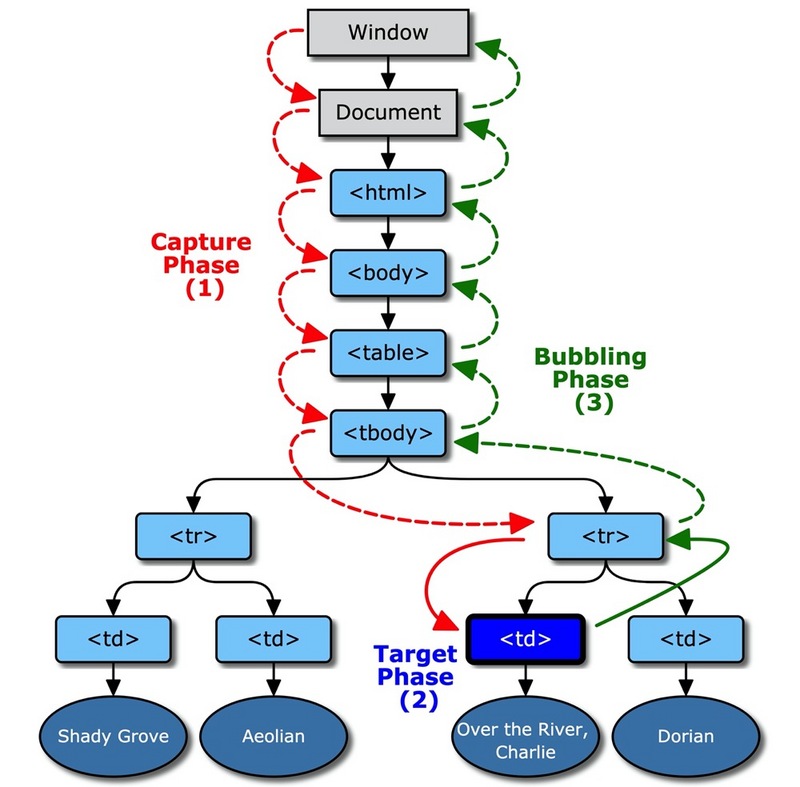 Window
Document
<html>
Capture
Phase
(1)
<body>
<table>
Bubbling
Phase
(3)
<tbody>
<tr>
<tr>
<td>
<td>
<td>
<td>
Target
Phase
(2)
Shady Grove
Aeolian
Over the River,
Charlie
Dorian